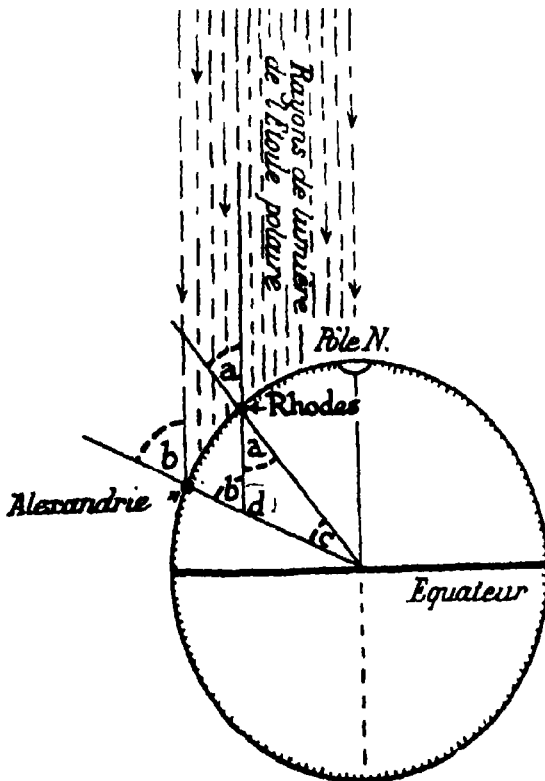 Rayons de lumière
de l'Étoile polaire
Pôle N.
a
Rhodes
b
a
Alexandrie
b
d
c
Equateur